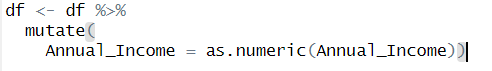 df <- df %>%
  mutate(
    Annual_Income = as.numeric(Annual_Income))